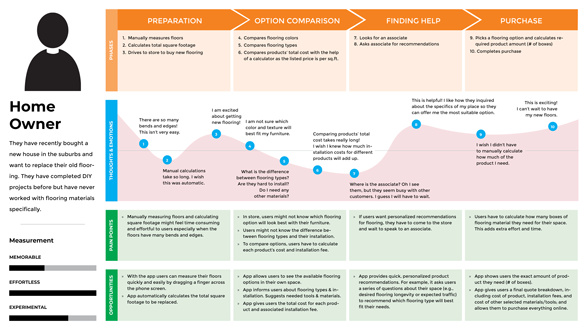 Home
Owner
They have recently bought a
new house in the suburbs and
want to replace their old floor-
ing. They have completed DIY
projects before but have never
worked with flooring materials
specifically.
Measurement
MEMORABLE
EFFORTLESS
EXPERIMENTAL
PREPARATION
OPTION COMPARISON
FINDING HELP
PURCHASE
PHASES
1. Manually measures floors
2. Calculates total square footage
3. Drives to store to buy new flooring
4. Compares flooring colors
5. Compares flooring types
6. Compares products' total cost with the help
of a calculator as the listed price is per sq.ft.
7. Looks for an associate
8. Asks associate for recommendations
9. Picks a flooring option and calculates re-
quired product amount (# of boxes)
10. Completes purchase
THOUGHTS & EMOTIONS
There are so many
bends and edges!
This isn't very easy.
1
2
Manual calculations
take so long. I wish
this was automatic.
I am excited
about getting
new flooring!
3
I am not sure which
color and texture will
best fit my furniture.
4
5
What is the difference
between flooring types?
Are they hard to install?
Do I need any
other materials?
Comparing products' total
cost takes really long!
I wish I knew how much in-
stallation costs for different
products will add up.
6
7
Where is the associate? Oh I see
them, but they seem busy with other
customers. I guess I will have to wait.
This is helpful! I like how they inquired
about the specifics of my place so they
can offer me the most suitable option.
8
9
I wish I didn't have
to manually calculate
how much of the
product I need.
This is exciting!
I can't wait to have
my new floors.
10
PAIN POINTS
• Manually measuring floors and calculating
square footage might feel time consuming
and effortful to users especially when the
floors have many bends and edges.
• In store, users might not know which flooring
option will look best with their furniture.
• Users might not know the difference be-
tween flooring types and their installation.
• To compare options, users have to calculate
each product's cost and installation fee.
• If users want personalized recommendations
for flooring, they have to come to the store
and wait to speak to an associate.
• Users have to calculate how many boxes of
flooring material they need for their space.
This adds extra effort and time.
OPPORTUNITIES
• With the app users can measure their floors
quickly and easily by dragging a finger across
the phone screen.
• App automatically calculates the total square
footage to be replaced.
• App allows users to see the available flooring
options in their own space.
• App informs users about flooring types & in-
stallation. Suggests needed tools & materials.
• App gives users the total cost for each prod-
uct and associated installation fee.
• App provides quick, personalized product
recommendations. For example, it asks users
a series of questions about their space (e.g.,
desired flooring longevity or expected traffic)
to recommend which flooring type will best
fit their needs.
• App shows users the exact amount of prod-
uct they need (# of boxes).
• App gives users a final quote breakdown, in-
cluding cost of product, installation fees, and
cost of other selected materials/tools, and
allows them to purchase everything online.